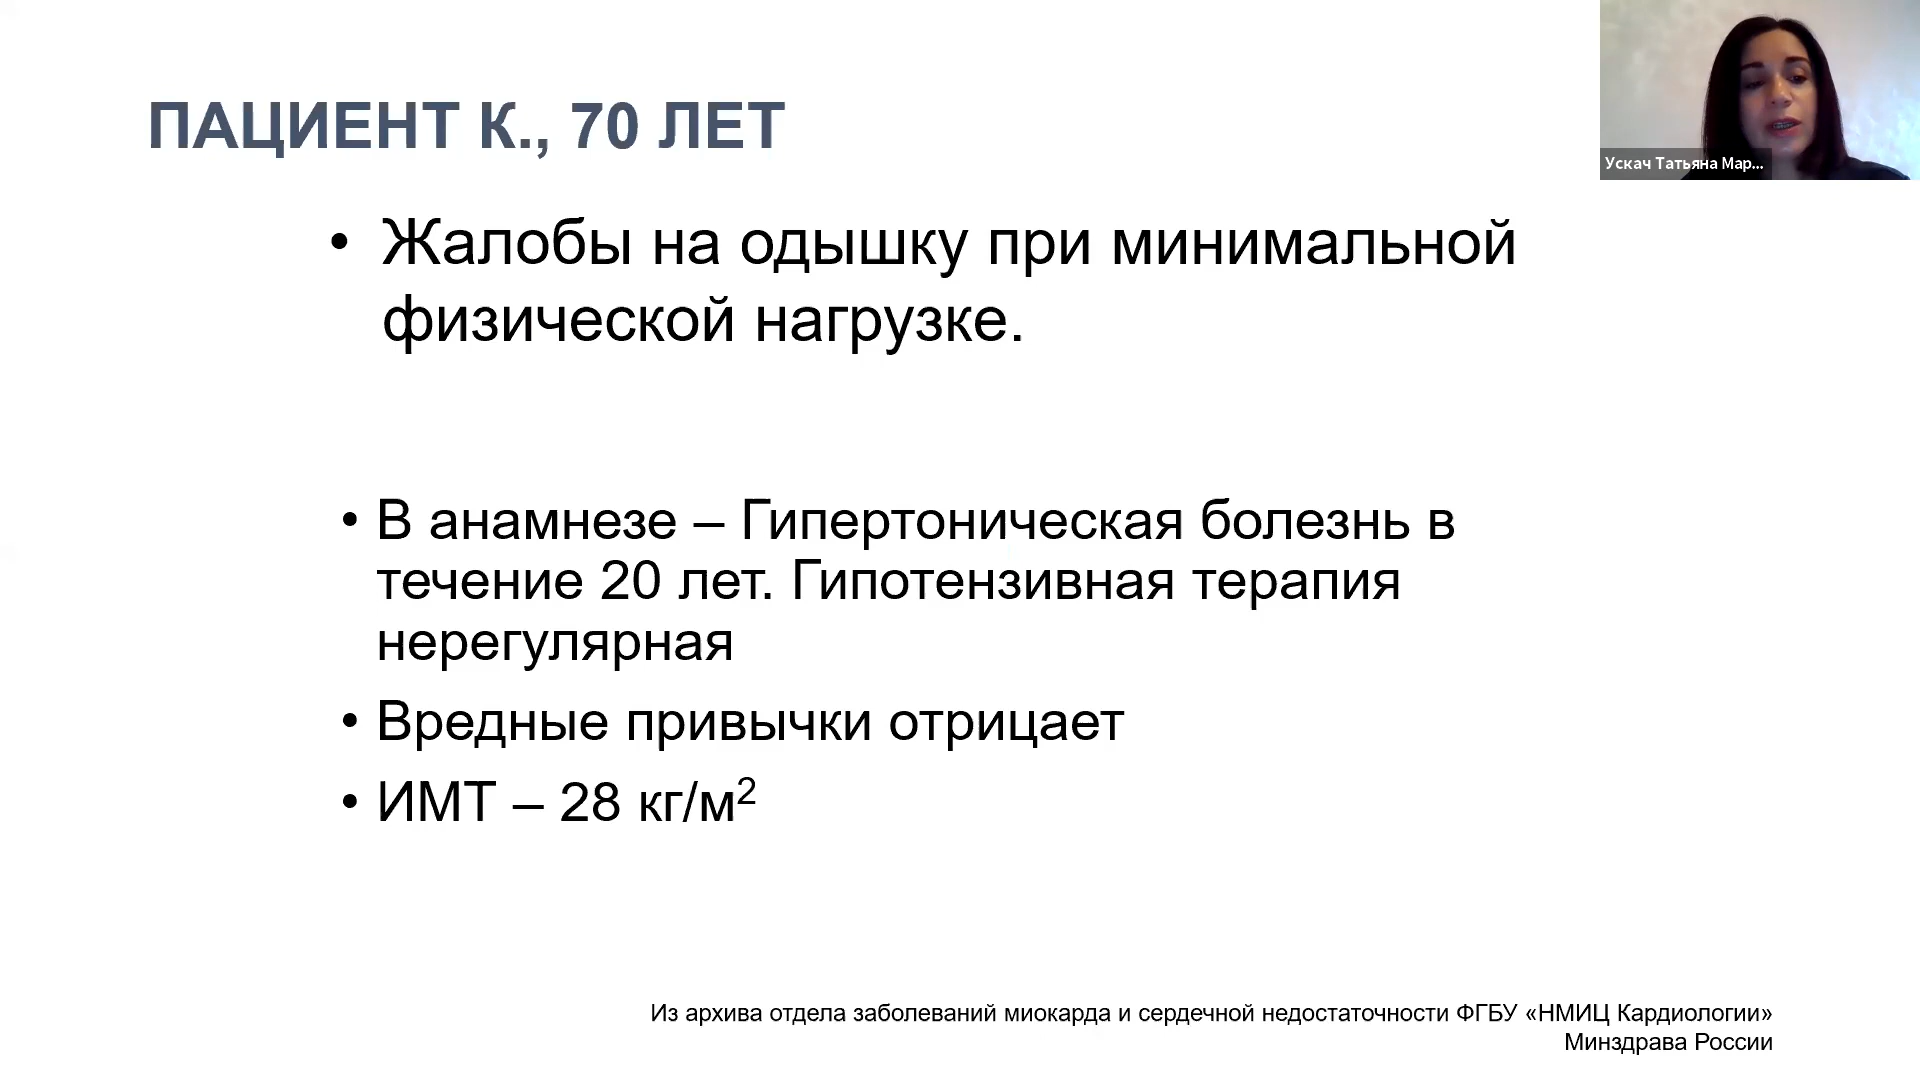 ПАЦИЕНТ К., 70 ЛЕТ
Ускач Татьяна Мар...
• Жалобы на одышку при минимальной
физической нагрузке.
• В анамнезе – Гипертоническая болезнь в
течение 20 лет. Гипотензивная терапия
нерегулярная
• Вредные привычки отрицает
• ИМТ – 28 кг/м²
Из архива отдела заболеваний миокарда и сердечной недостаточности ФГБУ «НМИЦ Кардиологии»
Минздрава России